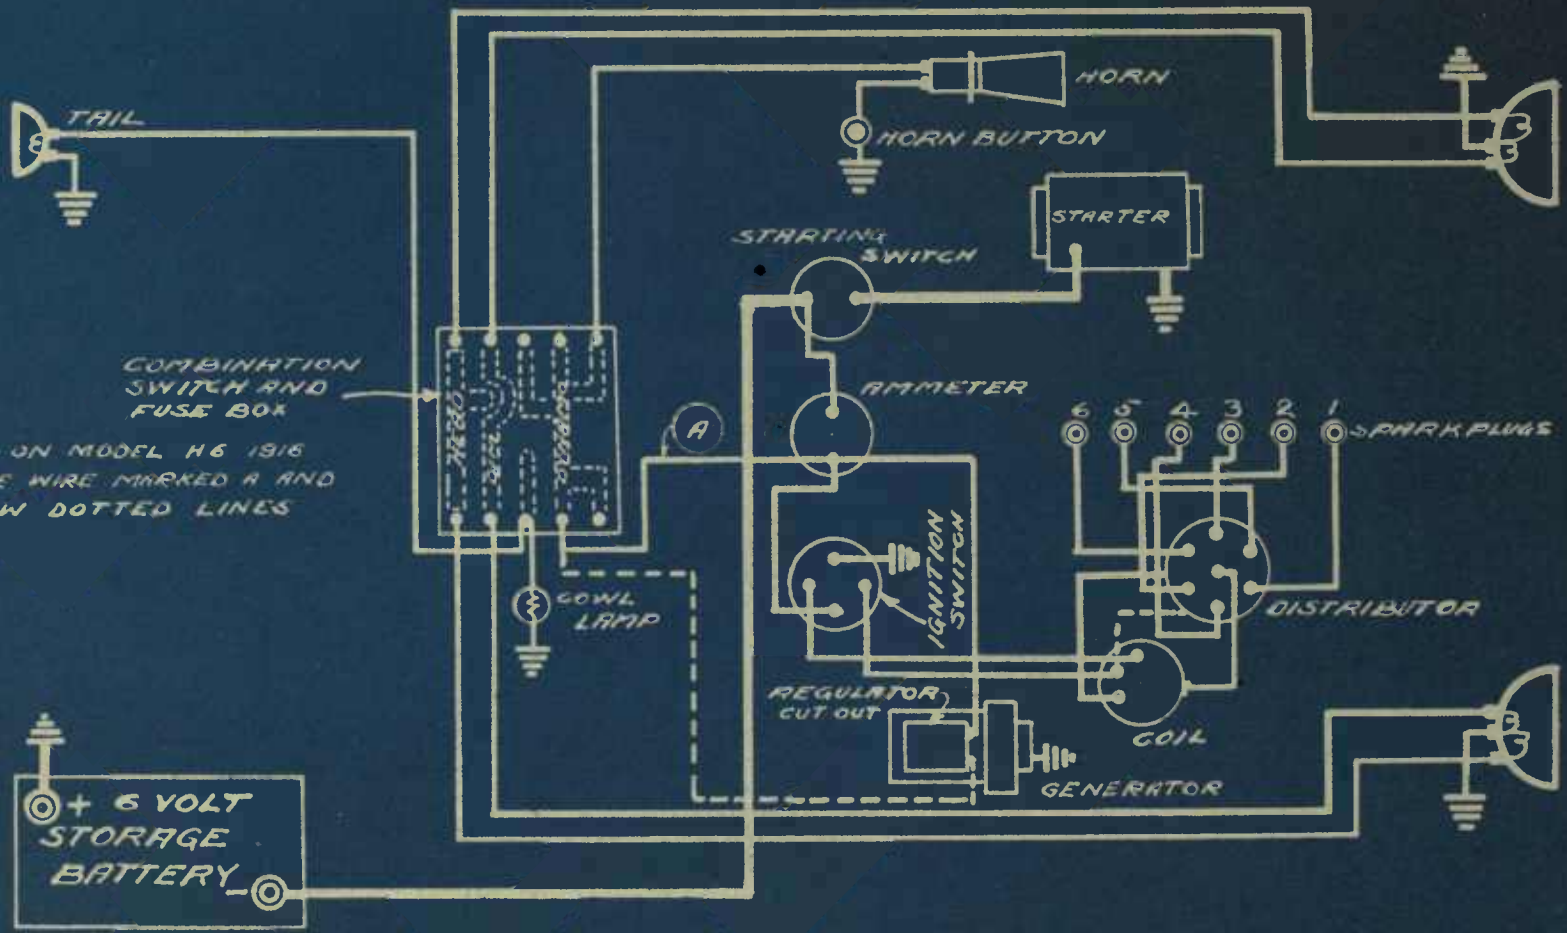 TAIL
HORN
HORN BUTTON
STARTER
STARTING
SWITCH
COMBINATION
SWITCH AND
FUSE BOX
AMMETER
A
6 5 4 3 2 1
SPARK PLUGS
ON MODEL H6 1916
WIRE MARKED A AND
DOTTED LINES
HEAD
IGNITION
SWITCH
COWL
LAMP
DISTRIBUTOR
REGULATOR
CUT OUT
COIL
GENERATOR
+ 6 VOLT
STORAGE
BATTERY -